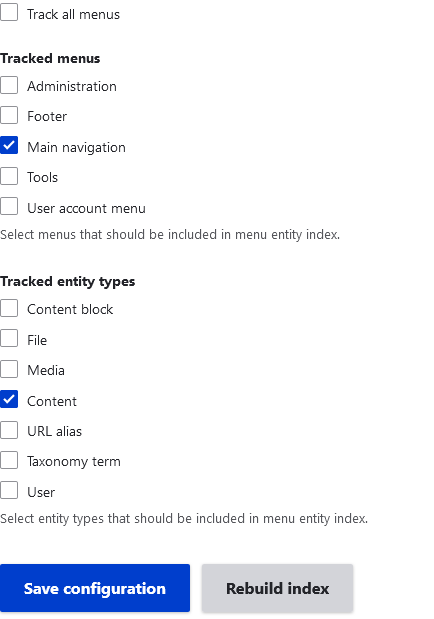 Track all menus
Tracked menus
Administration
Footer
Main navigation
Tools
User account menu
Select menus that should be included in menu entity index.
Tracked entity types
Content block
File
Media
Content
URL alias
Taxonomy term
User
Select entity types that should be included in menu entity index.
Save configuration
Rebuild index